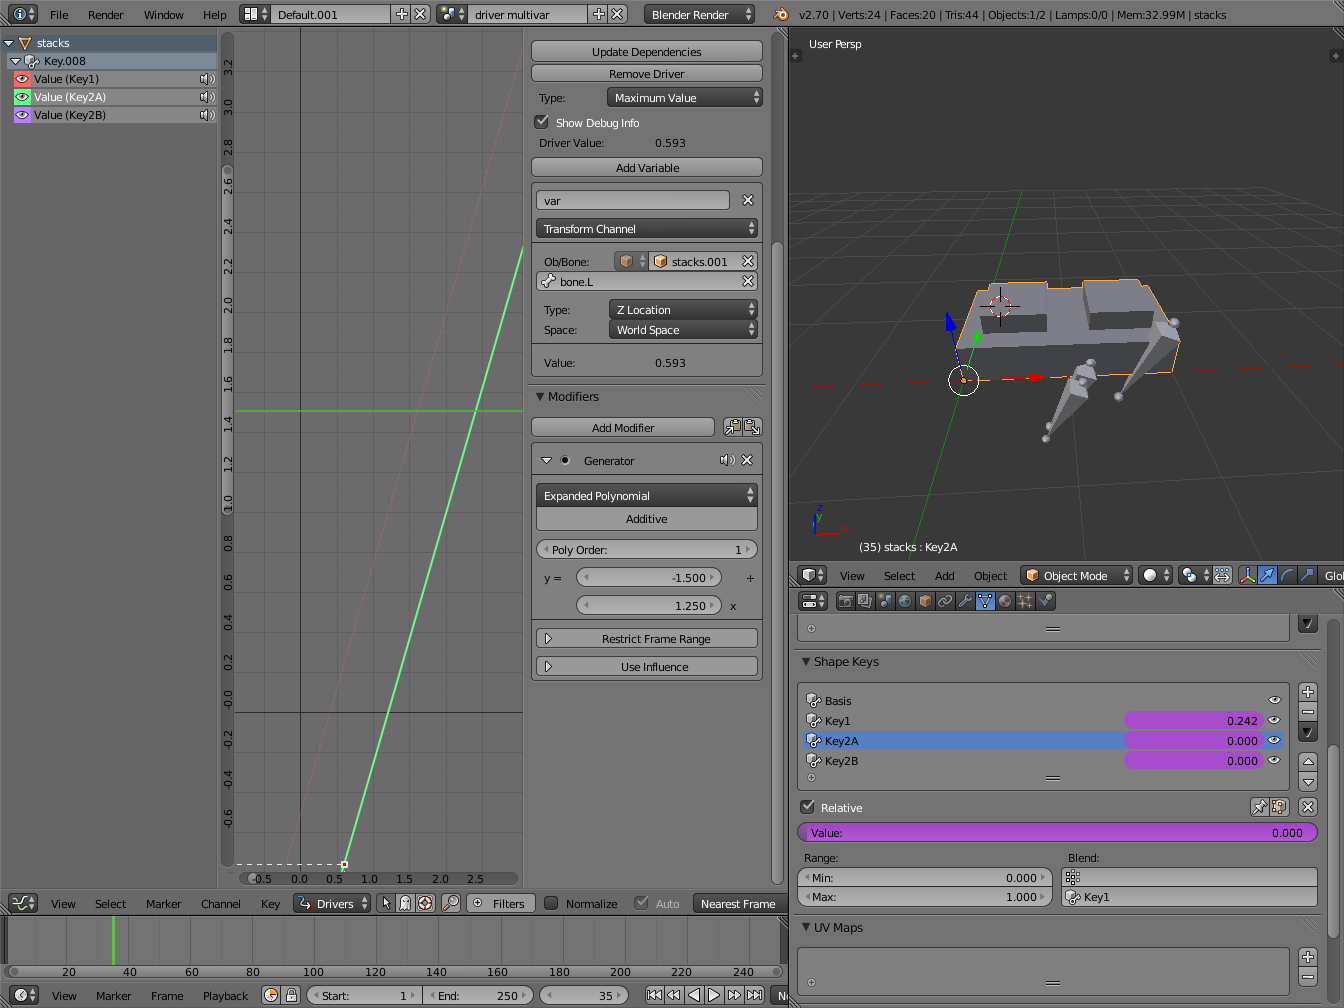 File Render Window Help Default.001 driver multivar Blender Render v2.70 | Verts:24 | Faces:20 | Tris:44 | Objects:1/2 | Lamps:0/0 | Mem:32.99M | stacks
stacks
Key.008
Value (Key1)
Value (Key2A)
Value (Key2B)
3.2
3.0
2.8
2.6
2.4
2.2
2.0
1.8
1.6
1.4
1.2
1.0
0.8
0.6
0.4
0.2
-0.0
-0.2
-0.4
-0.6
-0.5 0.0 0.5 1.0 1.5 2.0 2.5
Update Dependencies
Remove Driver
Type: Maximum Value
Show Debug Info
Driver Value: 0.593
Add Variable
var
Transform Channel
Ob/Bone: stacks.001
bone.L
Type: Z Location
Space: World Space
Value: 0.593
Modifiers
Add Modifier
Generator
Expanded Polynomial
Additive
Poly Order: 1
y = -1.500 +
1.250 x
Restrict Frame Range
Use Influence
View Select Marker Channel Key Drivers Filters Normalize Auto Nearest Frame
20 40 60 80 100 120 140 160 180 200 220 240
View Marker Frame Playback Start: 1 End: 250 35
User Persp
z
y
x
(35) stacks : Key2A
View Select Add Object Object Mode Glo
Shape Keys
Basis
Key1 0.242
Key2A 0.000
Key2B 0.000
Relative
Value: 0.000
Range: Blend:
Min: 0.000
Max: 1.000 Key1
UV Maps